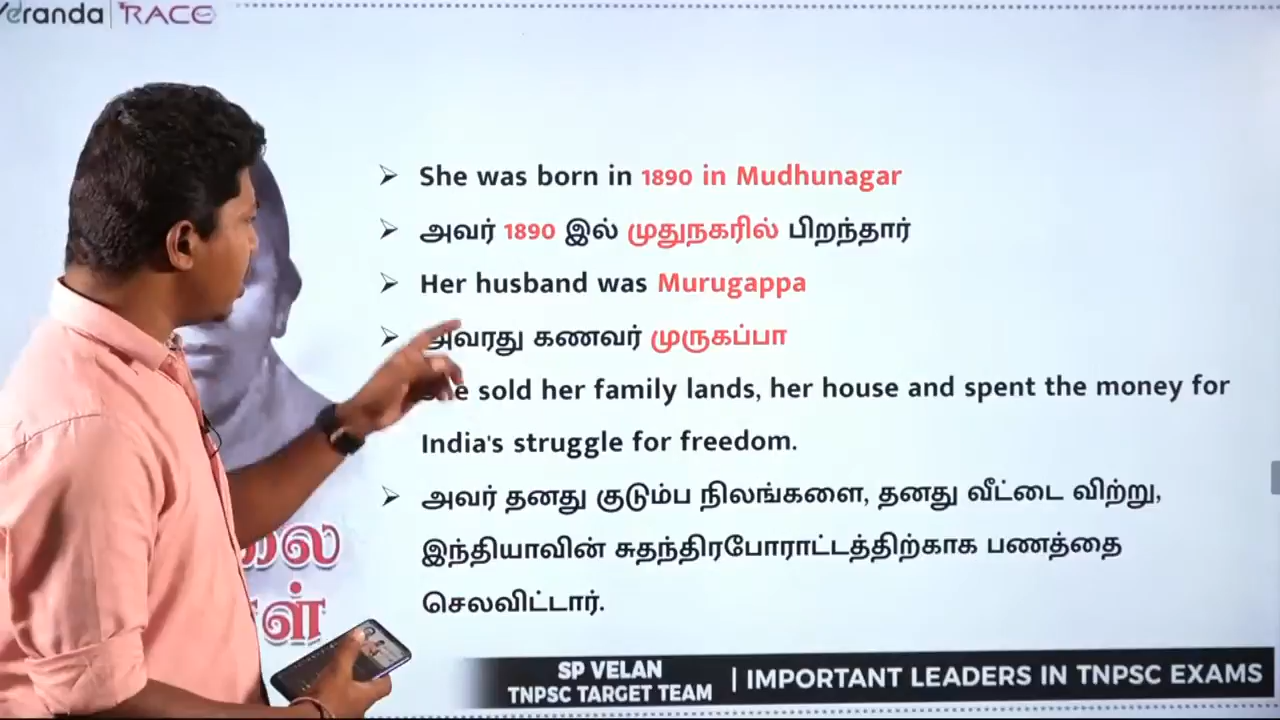 Veranda RACE
She was born in 1890 in Mudhunagar
அவர் 1890 இல் முதுநகரில் பிறந்தார்
Her husband was Murugappa
அவரது கணவர் முருகப்பா
sold her family lands, her house and spent the money for
India's struggle for freedom.
அவர் தனது குடும்ப நிலங்களை, தனது வீட்டை விற்று,
இந்தியாவின் சுதந்திரபோராட்டத்திற்காக பணத்தை
செலவிட்டார்.
SP VELAN
TNPSC TARGET TEAM | IMPORTANT LEADERS IN TNPSC EXAMS